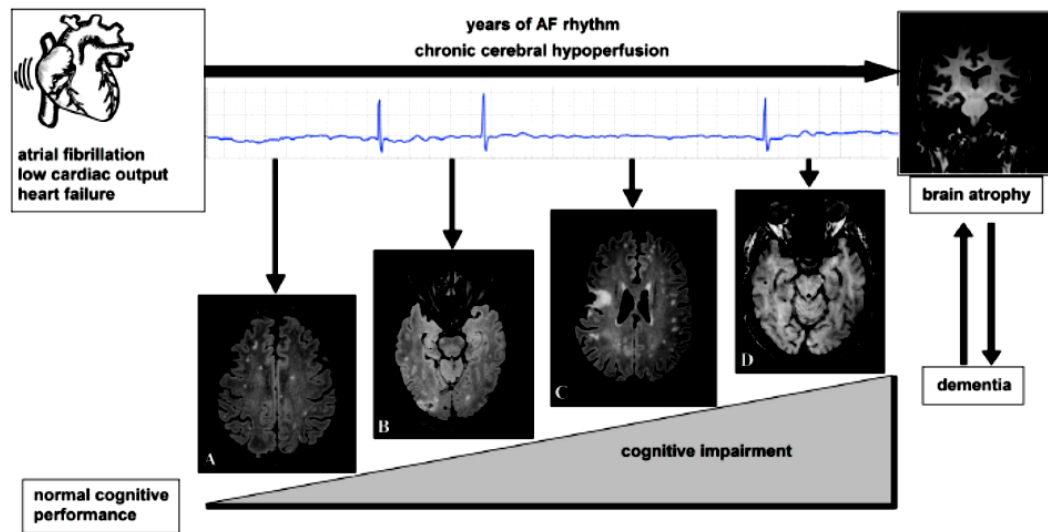 years of AF rhythm
chronic cerebral hypoperfusion
atrial fibrillation
low cardiac output
heart failure
brain atrophy
A
B
C
D
dementia
cognitive impairment
normal cognitive
performance